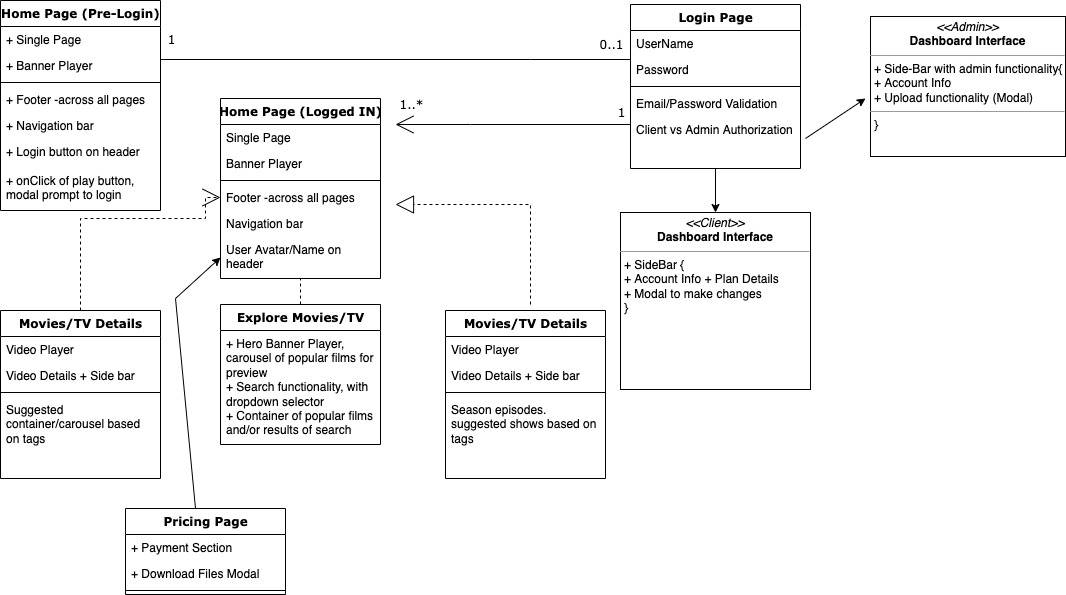 Home Page (Pre-Login)
+ Single Page
+ Banner Player
+ Footer -across all pages
+ Navigation bar
+ Login button on header
+ onClick of play button,
modal prompt to login
1
0..1
Login Page
UserName
Password
Email/Password Validation
Client vs Admin Authorization
<<Admin>>
Dashboard Interface
+ Side-Bar with admin functionality{
+ Account Info
+ Upload functionality (Modal)
}
Home Page (Logged IN)
Single Page
Banner Player
Footer -across all pages
Navigation bar
User Avatar/Name on
header
1..*
1
<<Client>>
Dashboard Interface
+ SideBar {
+ Account Info + Plan Details
+ Modal to make changes
}
Movies/TV Details
Video Player
Video Details + Side bar
Suggested
container/carousel based
on tags
Explore Movies/TV
+ Hero Banner Player,
carousel of popular films for
preview
+ Search functionality, with
dropdown selector
+ Container of popular films
and/or results of search
Movies/TV Details
Video Player
Video Details + Side bar
Season episodes.
suggested shows based on
tags
Pricing Page
+ Payment Section
+ Download Files Modal